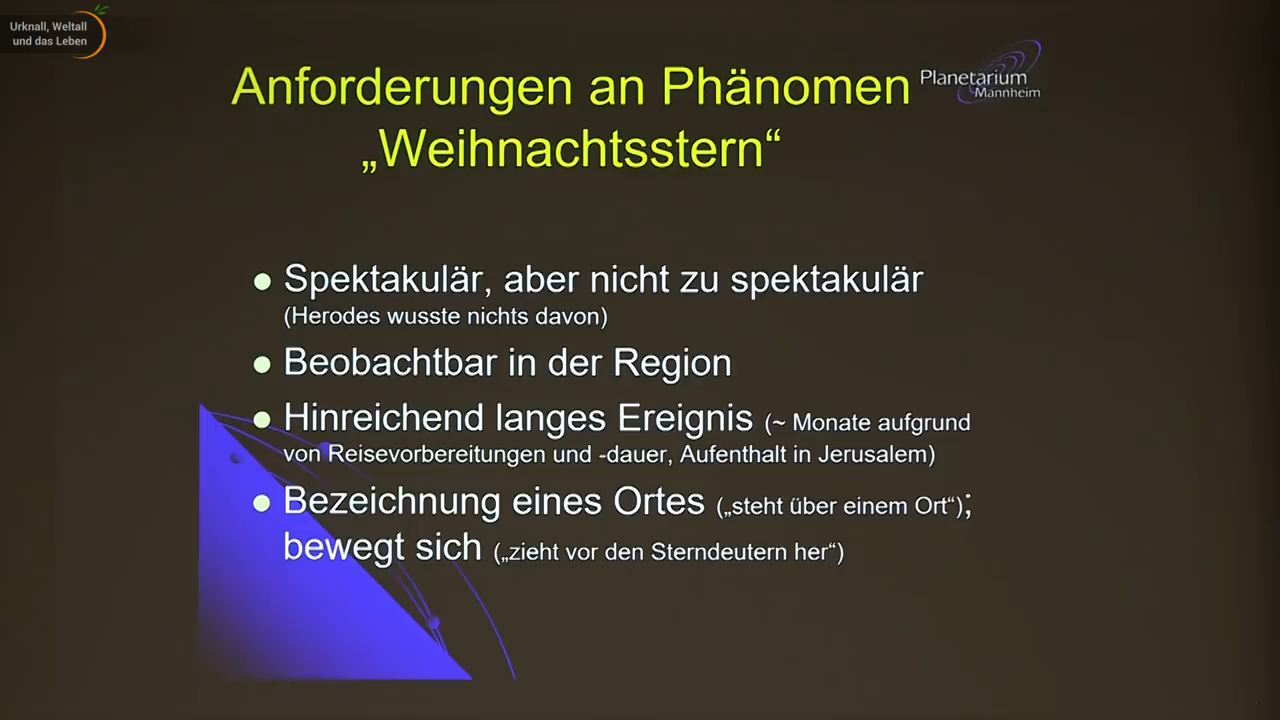 Urknall, Weltall
und das Leben
Anforderungen an Phänomen
„Weihnachtsstern“
Planetarium
Mannheim
Spektakulär, aber nicht zu spektakulär
(Herodes wusste nichts davon)
Beobachtbar in der Region
Hinreichend langes Ereignis (~ Monate aufgrund
von Reisevorbereitungen und -dauer, Aufenthalt in Jerusalem)
Bezeichnung eines Ortes („steht über einem Ort“);
bewegt sich („zieht vor den Sterndeutern her“)